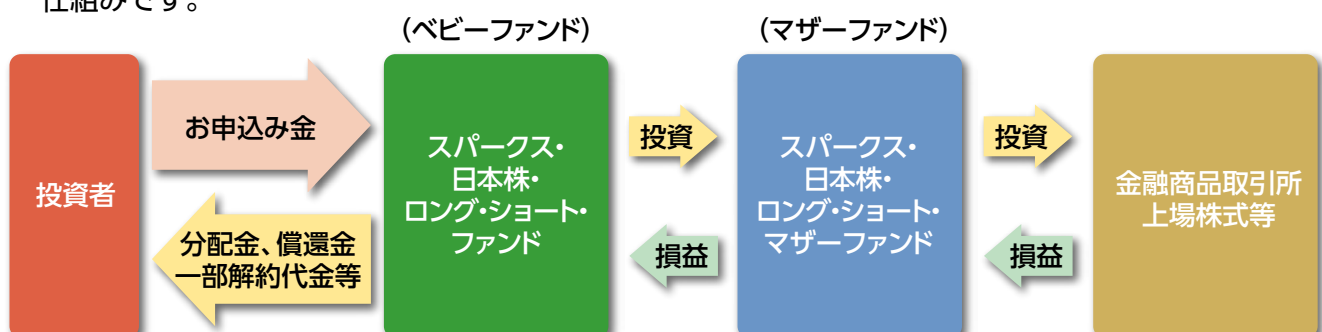 仕組みです。
（ベビーファンド）
（マザーファンド）
投資者
お申込み金
分配金、償還金
一部解約代金等
スパークス・
日本株・
ロング・ショート・
ファンド
投資
損益
スパークス・
日本株・
ロング・ショート・
マザーファンド
投資
損益
金融商品取引所
上場株式等